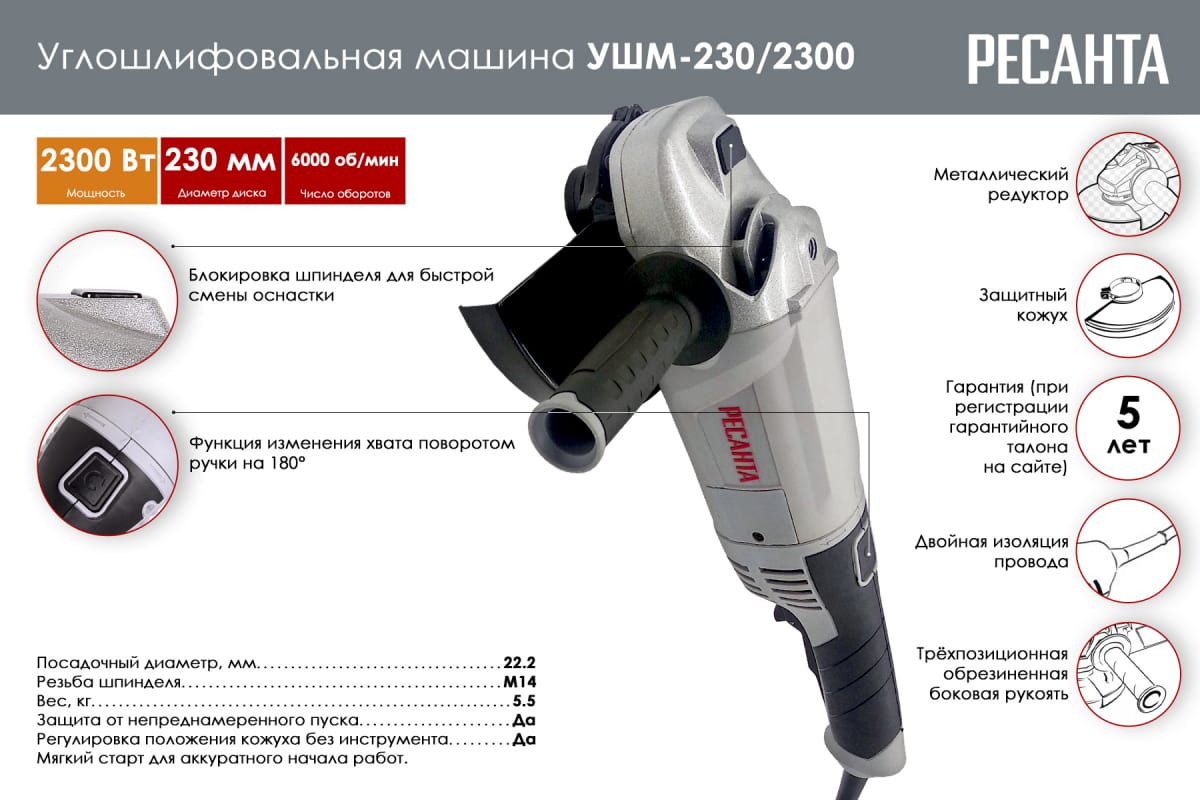 Углошлифовальная машина УШМ-230/2300
РЕСАНТА
2300 Вт
Мощность
230 мм
Диаметр диска
6000 об/мин
Число оборотов
Блокировка шпинделя для быстрой
смены оснастки
Функция изменения хвата поворотом
ручки на 180°
РЕСАНТА
Металлический
редуктор
Защитный
кожух
Гарантия (при
регистрации
гарантийного
талона
на сайте)
5
лет
Двойная изоляция
провода
Трёхпозиционная
обрезиненная
боковая рукоять
Посадочный диаметр, мм..................................22.2
Резьба шпинделя............................................М14
Вес, кг.......................................................5.5
Защита от непреднамеренного пуска....................Да
Регулировка положения кожуха без инструмента.........Да
Мягкий старт для аккуратного начала работ.